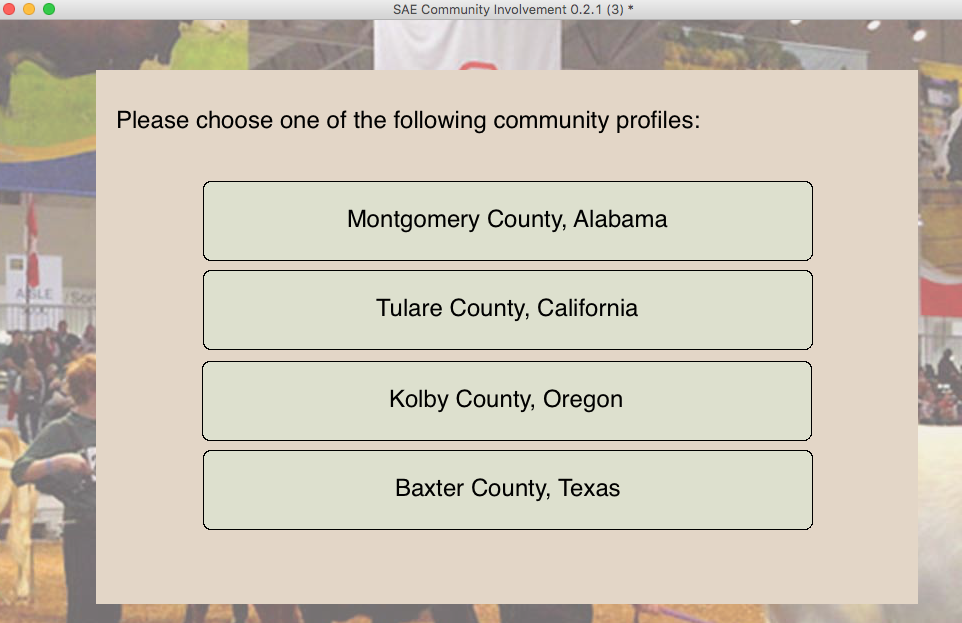 SAE Community Involvement 0.2.1 (3) *
Please choose one of the following community profiles:
Montgomery County, Alabama
Tulare County, California
Kolby County, Oregon
Baxter County, Texas